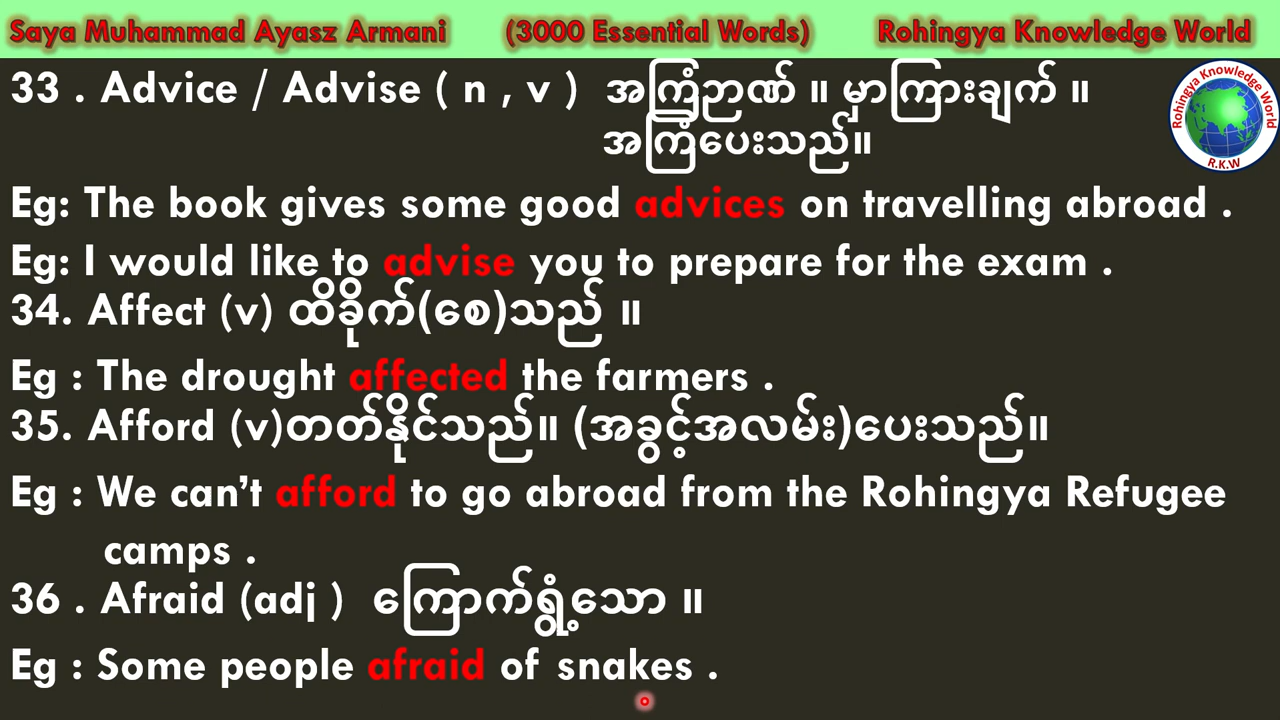 Saya Muhammad Ayasz Armani (3000 Essential Words) Rohingya Knowledge World
33 . Advice / Advise ( n , v ) အကြံဉာဏ် ။ မှာကြားချက် ။
အကြံပေးသည်။
Rohingya Knowledge World
R.K.W
Eg: The book gives some good advices on travelling abroad .
Eg: I would like to advise you to prepare for the exam .
34. Affect (v) ထိခိုက်(စေ)သည် ။
Eg : The drought affected the farmers .
35. Afford (v)တတ်နိုင်သည်။ (အခွင့်အလမ်း)ပေးသည်။
Eg : We can’t afford to go abroad from the Rohingya Refugee
camps .
36 . Afraid (adj ) ကြောက်ရွံ့သော ။
Eg : Some people afraid of snakes .